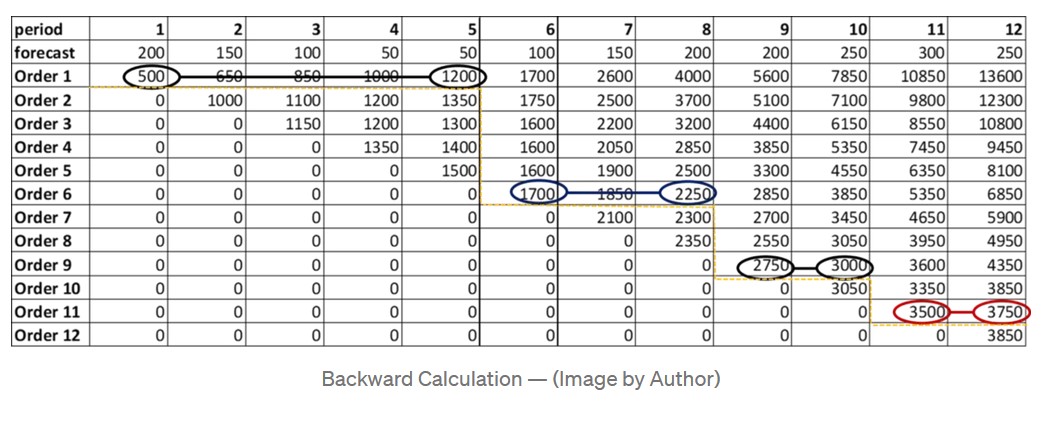 period 1 2 3 4 5 6 7 8 9 10 11 12
forecast 200 150 100 50 50 100 150 200 200 250 300 250
Order 1 500 650 850 1000 1200 1700 2600 4000 5600 7850 10850 13600
Order 2 0 1000 1100 1200 1350 1750 2500 3700 5100 7100 9800 12300
Order 3 0 0 1150 1200 1300 1600 2200 3200 4400 6150 8550 10800
Order 4 0 0 0 1350 1400 1600 2050 2850 3850 5350 7450 9450
Order 5 0 0 0 0 1500 1600 1900 2500 3300 4550 6350 8100
Order 6 0 0 0 0 0 1700 1850 2250 2850 3850 5350 6850
Order 7 0 0 0 0 0 0 2100 2300 2700 3450 4650 5900
Order 8 0 0 0 0 0 0 0 2350 2550 3050 3950 4950
Order 9 0 0 0 0 0 0 0 0 2750 3000 3600 4350
Order 10 0 0 0 0 0 0 0 0 0 3050 3350 3850
Order 11 0 0 0 0 0 0 0 0 0 0 3500 3750
Order 12 0 0 0 0 0 0 0 0 0 0 0 3850
Backward Calculation — (Image by Author)